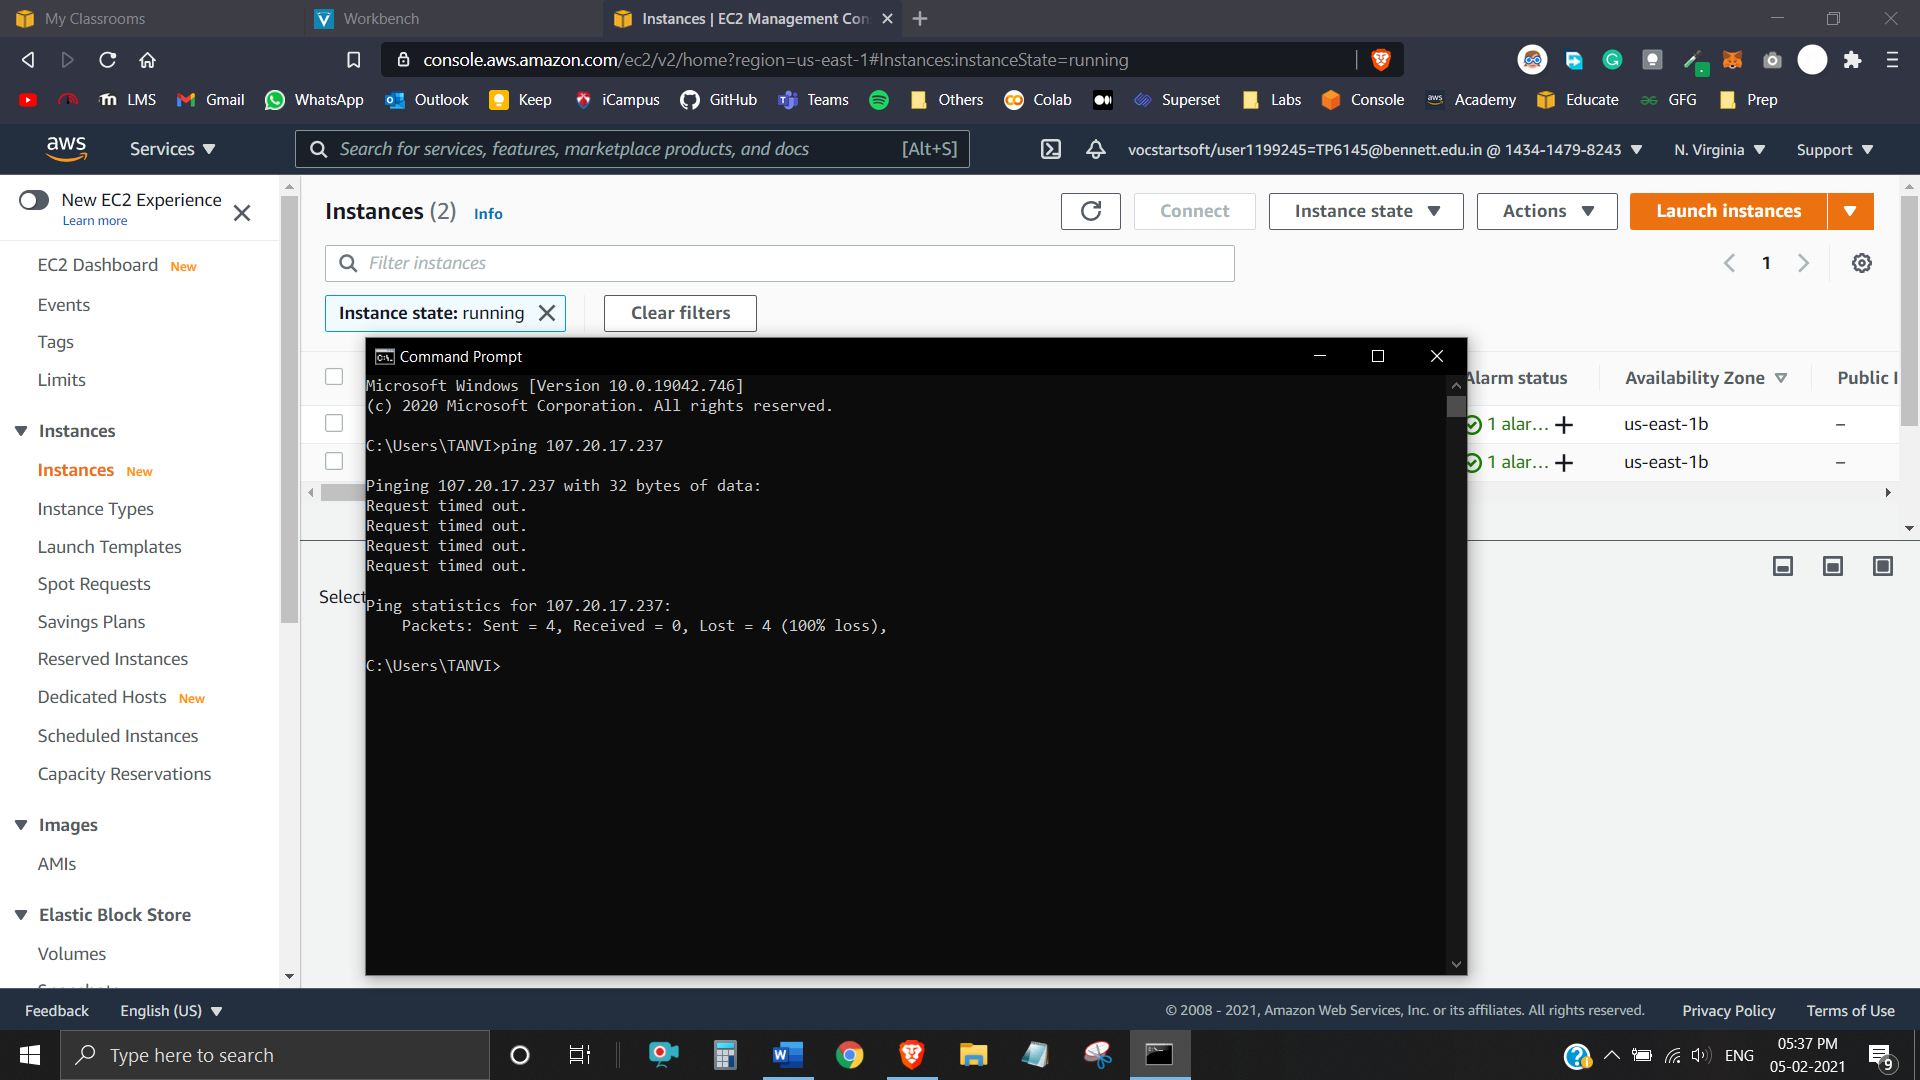 My Classrooms
Workbench
Instances | EC2 Management Con
console.aws.amazon.com/ec2/v2/home?region=us-east-1#Instances:instanceState=running
LMS
Gmail
WhatsApp
Outlook
Keep
iCampus
GitHub
Teams
Others
Colab
Superset
Labs
Console
aws
Academy
Educate
GFG
Prep
aws
Services
Search for services, features, marketplace products, and docs
[Alt+S]
vocstartsoft/user1199245=TP6145@bennett.edu.in @ 1434-1479-8243
N. Virginia
Support
New EC2 Experience
Learn more
EC2 Dashboard New
Events
Tags
Limits
Instances
Instances New
Instance Types
Launch Templates
Spot Requests
Savings Plans
Reserved Instances
Dedicated Hosts New
Scheduled Instances
Capacity Reservations
Images
AMIs
Elastic Block Store
Volumes
Instances (2) Info
Connect
Instance state
Actions
Launch instances
Filter instances
1
Instance state: running
Clear filters
Alarm status
Availability Zone
Public I
1 alar...
us-east-1b
–
1 alar...
us-east-1b
–
Select
Command Prompt
Microsoft Windows [Version 10.0.19042.746]
(c) 2020 Microsoft Corporation. All rights reserved.
C:\Users\TANVI>ping 107.20.17.237
Pinging 107.20.17.237 with 32 bytes of data:
Request timed out.
Request timed out.
Request timed out.
Request timed out.
Ping statistics for 107.20.17.237:
Packets: Sent = 4, Received = 0, Lost = 4 (100% loss),
C:\Users\TANVI>
Feedback
English (US)
© 2008 - 2021, Amazon Web Services, Inc. or its affiliates. All rights reserved.
Privacy Policy
Terms of Use
Type here to search
ENG
05:37 PM
05-02-2021
9